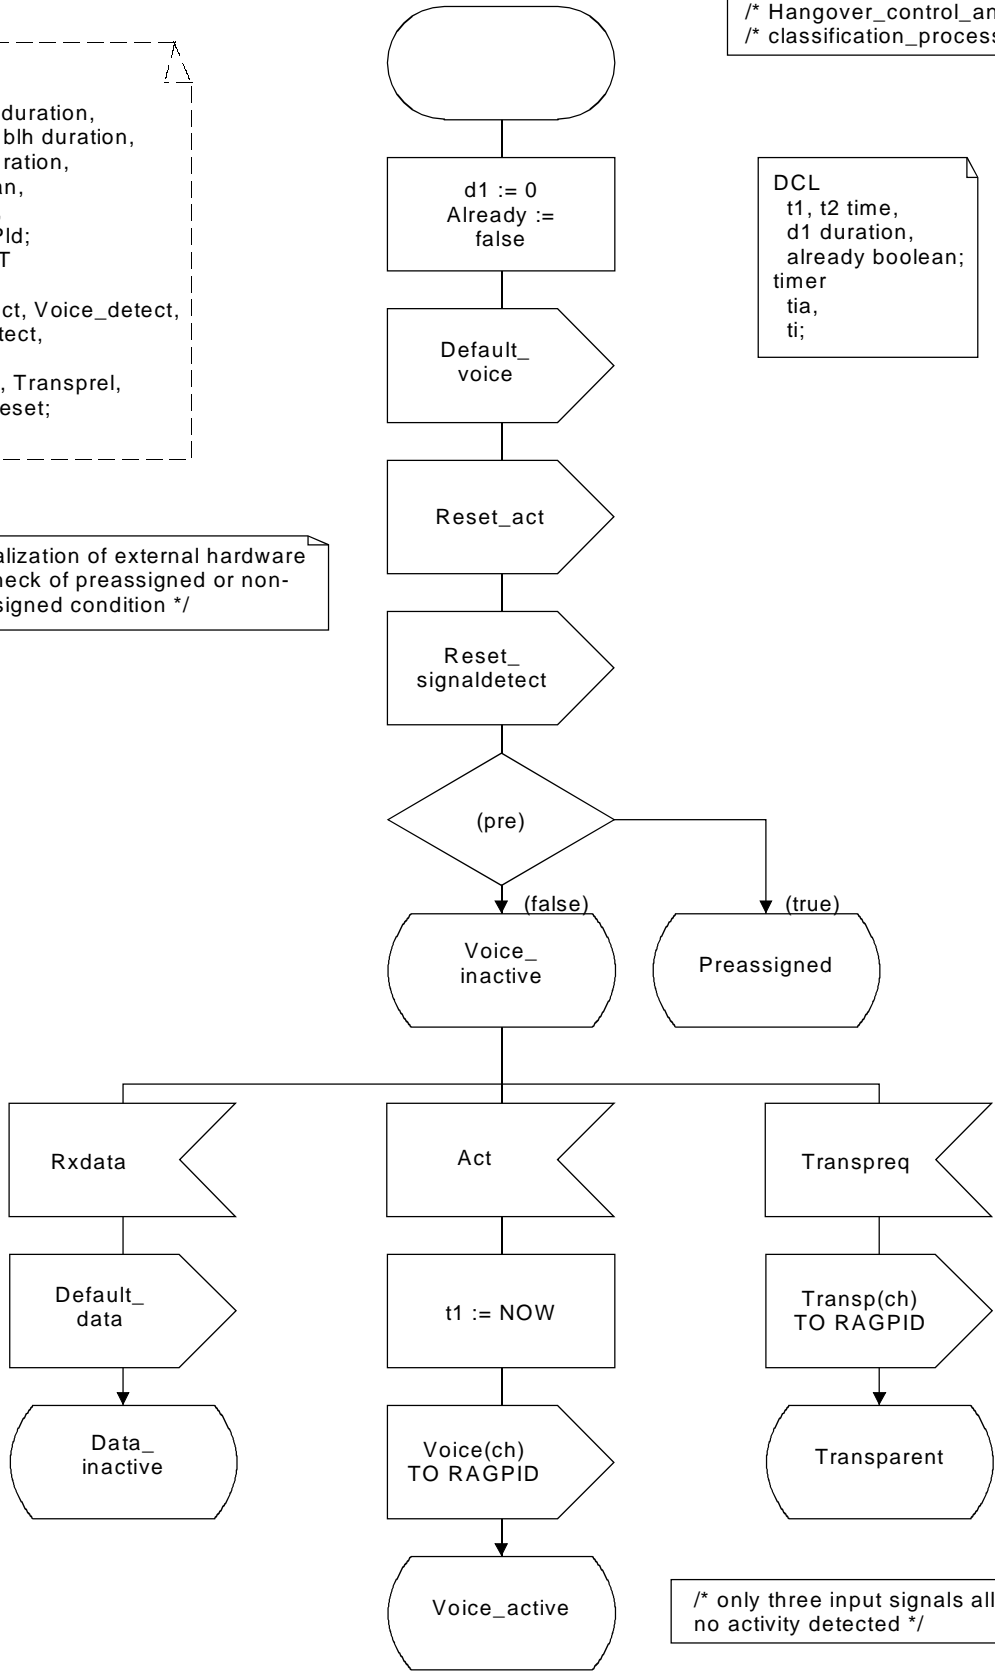 /* Hangover_control_an
/* classification_process
duration,
blh duration,
ration,
an,
Pld;
T
ct, Voice_detect,
tect,
, Transprel,
eset;
d1 := 0
Already :=
false
DCL
t1, t2 time,
d1 duration,
already boolean;
timer
tia,
ti;
Default_
voice
Reset_act
alization of external hardware
heck of preassigned or non-
signed condition */
Reset_
signaldetect
(pre)
(false)
(true)
Voice_
inactive
Preassigned
Rxdata
Act
Transpreq
Default_
data
t1 := NOW
Transp(ch)
TO RAGPID
Data_
inactive
Voice(ch)
TO RAGPID
Transparent
Voice_active
/* only three input signals all
no activity detected */